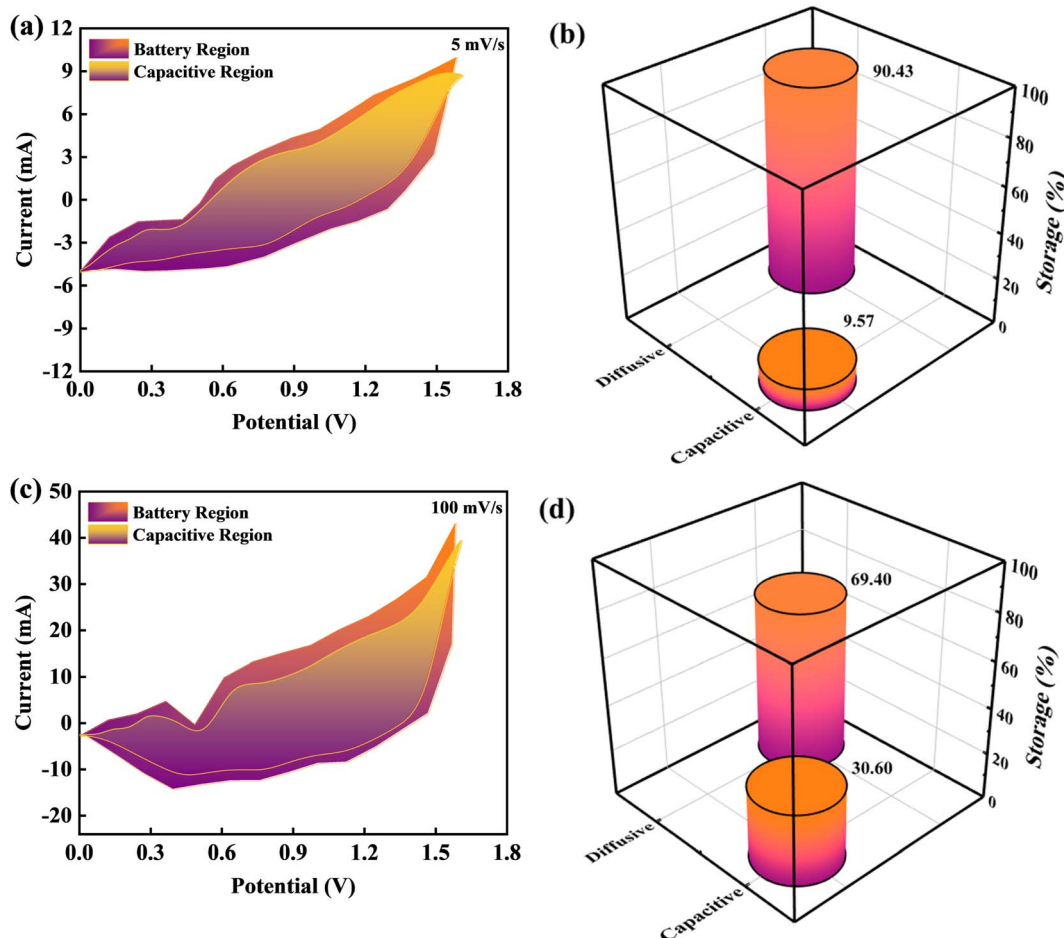 (a)
12
9
6
3
0
-3
-6
-9
-12
Current (mA)
Battery Region
Capacitive Region
5 mV/s
0.0 0.3 0.6 0.9 1.2 1.5 1.8
Potential (V)
(b)
90.43
9.57
100
80
60
40
20
0
Storage (%)
Diffusive
Capacitive
(c)
50
40
30
20
10
0
-10
-20
Current (mA)
Battery Region
Capacitive Region
100 mV/s
0.0 0.3 0.6 0.9 1.2 1.5 1.8
Potential (V)
(d)
69.40
30.60
100
80
60
40
20
0
Storage (%)
Diffusive
Capacitive